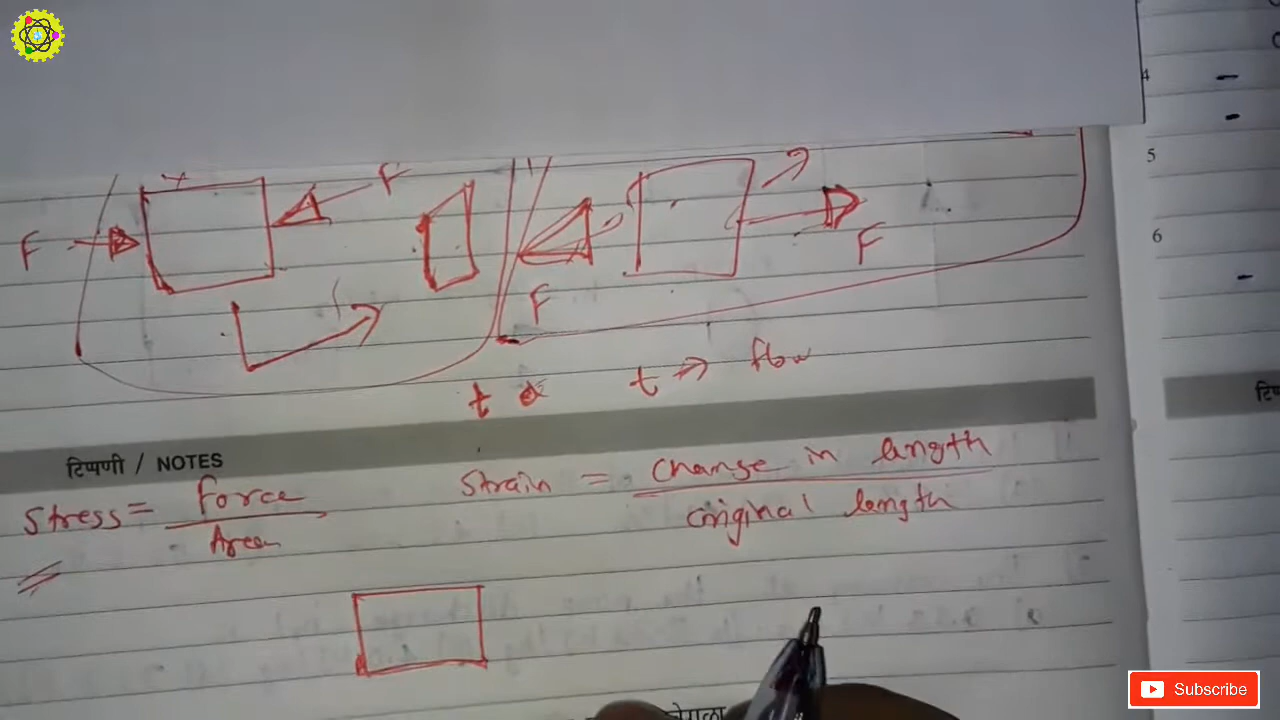 4
5
6
F
F
F
F
t → flow
t
टिप्पणी / NOTES
Stress = Force / Area
Strain = Change in length / original length
Subscribe